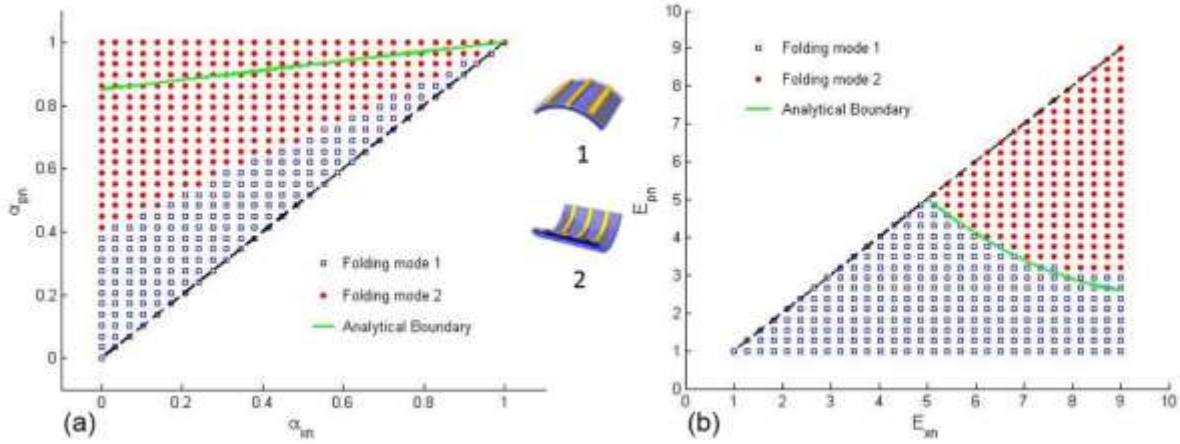 1
0.8
0.6
0.4
0.2
0
α_pn
Folding mode 1
Folding mode 2
Analytical Boundary
0 0.2 0.4 0.6 0.8 1
(a)
α_xn
1
2
10
9
8
7
6
5
4
3
2
1
0
E_pn
Folding mode 1
Folding mode 2
Analytical Boundary
0 1 2 3 4 5 6 7 8 9 10
(b)
E_xn